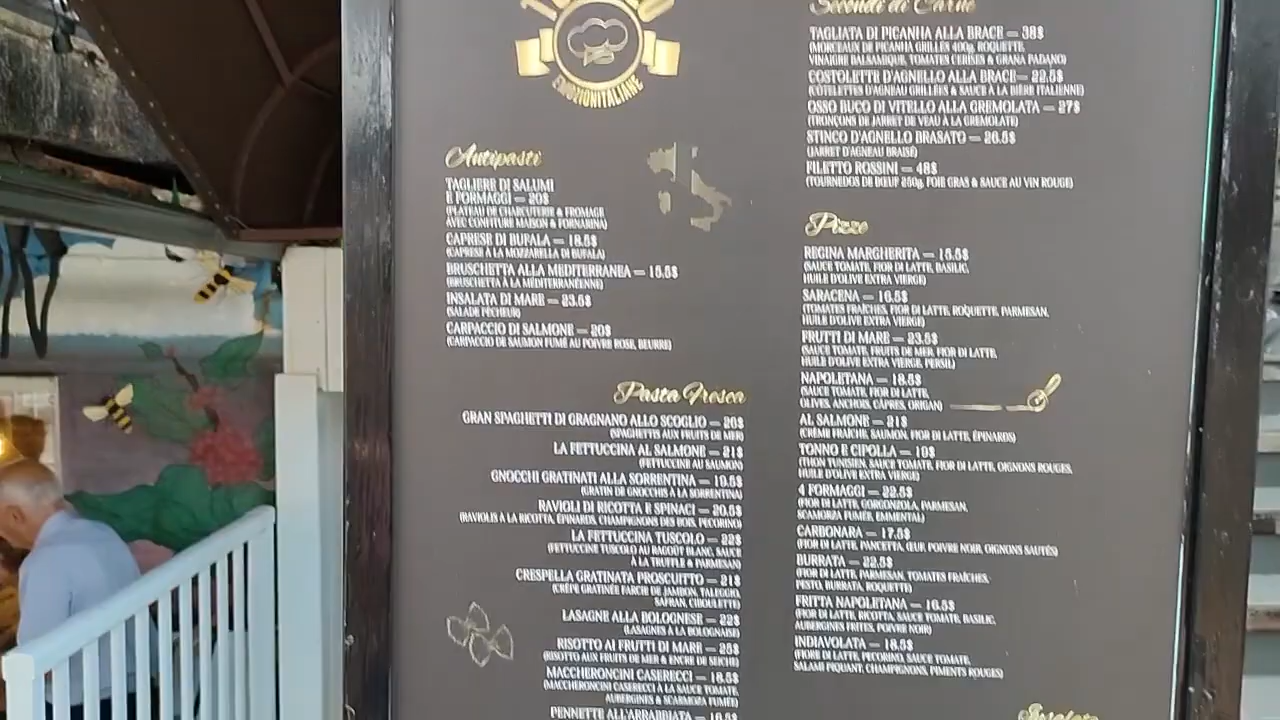 EMOZIONITALIANE
Antipasti
TAGLIERE DI SALUMI
E FORMAGGI — 20$
(PLATEAU DE CHARCUTERIE & FROMAGE
AVEC CONFITURE MAISON & FORNARINA)
CAPRESE DI BUFALA — 18.5$
(CAPRESE À LA MOZZARELLA DI BUFALA)
BRUSCHETTA ALLA MEDITERRANEA — 15.5$
(BRUSCHETTA À LA MÉDITERRANÉENNE)
INSALATA DI MARE — 23.5$
(SALADE PÊCHEUR)
CARPACCIO DI SALMONE — 20$
(CARPACCIO DE SAUMON FUMÉ AU POIVRE ROSE, BEURRE)
Pasta Fresca
GRAN SPAGHETTI DI GRAGNANO ALLO SCOGLIO — 26$
(SPAGHETTIS AUX FRUITS DE MER)
LA FETTUCCINA AL SALMONE — 21$
(FETTUCCINE AU SAUMON)
GNOCCHI GRATINATI ALLA SORRENTINA — 19.5$
(GRATIN DE GNOCCHIS À LA SORRENTINA)
RAVIOLI DI RICOTTA E SPINACI — 20.5$
(RAVIOLIS À LA RICOTTA, ÉPINARDS, CHAMPIGNONS DES BOIS, PECORINO)
LA FETTUCCINA TUSCOLO — 22$
(FETTUCCINE TUSCOLO AU RAGOÛT BLANC, SAUCE
À LA TRUFFE & PARMESAN)
CRESPELLA GRATINATA PROSCUITTO — 21$
(CRÊPE GRATINÉE FARCIE DE JAMBON, TALEGGIO,
SAFRAN, CIBOULETTE)
LASAGNE ALLA BOLOGNESE — 22$
(LASAGNES À LA BOLOGNAISE)
RISOTTO AI FRUTTI DI MARE — 25$
(RISOTTO AUX FRUITS DE MER & ENCRE DE SEICHE)
MACCHERONCINI CASERECCI — 18.5$
(MACCHERONCINI CASERECCI À LA SAUCE TOMATE,
AUBERGINES & SCARMOZA FUMÉE)
PENNETTE ALL'ARRABBIATA — 16.5$
Secondi di Carne
TAGLIATA DI PICANHA ALLA BRACE — 38$
(MORCEAUX DE PICANHA GRILLÉS 400g, ROQUETTE,
VINAIGRE BALSAMIQUE, TOMATES CERISES & GRANA PADANO)
COSTOLETTE D'AGNELLO ALLA BRACE— 22.5$
(CÔTELETTES D'AGNEAU GRILLÉES & SAUCE À LA BIÈRE ITALIENNE)
OSSO BUCO DI VITELLO ALLA GREMOLATA — 27$
(TRONÇONS DE JARRET DE VEAU À LA GREMOLATE)
STINCO D'AGNELLO BRASATO — 26.5$
(JARRET D'AGNEAU BRAISÉ)
FILETTO ROSSINI — 48$
(TOURNEDOS DE BŒUF 250g, FOIE GRAS & SAUCE AU VIN ROUGE)
Pizze
REGINA MARGHERITA — 15.5$
(SAUCE TOMATE, FIOR DI LATTE, BASILIC,
HUILE D'OLIVE EXTRA VIERGE)
SARACENA — 16.5$
(TOMATES FRAÎCHES, FIOR DI LATTE, ROQUETTE, PARMESAN,
HUILE D'OLIVE EXTRA VIERGE)
FRUTTI DI MARE — 23.5$
(SAUCE TOMATE, FRUITS DE MER, FIOR DI LATTE,
HUILE D'OLIVE EXTRA VIERGE, PERSIL)
NAPOLETANA — 18.5$
(SAUCE TOMATE, FIOR DI LATTE,
OLIVES, ANCHOIS, CÂPRES, ORIGAN)
AL SALMONE — 21$
(CRÈME FRAÎCHE, SAUMON, FIOR DI LATTE, ÉPINARDS)
TONNO E CIPOLLA — 19$
(THON TUNISIEN, SAUCE TOMATE, FIOR DI LATTE, OIGNONS ROUGES,
HUILE D'OLIVE EXTRA VIERGE)
4 FORMAGGI — 22.5$
(FIOR DI LATTE, GORGONZOLA, PARMESAN,
SCAMORZA FUMÉE, EMMENTAL)
CARBONARA — 17.5$
(FIOR DI LATTE, PANCETTA, ŒUF, POIVRE NOIR, OIGNONS SAUTÉS)
BURRATA — 22.5$
(FIOR DI LATTE, PARMESAN, TOMATES FRAÎCHES,
PESTO, BURRATA, ROQUETTE)
FRITTA NAPOLETANA — 16.5$
(FIOR DI LATTE, RICOTTA, SAUCE TOMATE, BASILIC,
AUBERGINES FRITES, POIVRE NOIR)
INDIAVOLATA — 18.5$
(FIORE DI LATTE, PECORINO, SAUCE TOMATE,
SALAMI PIQUANT, CHAMPIGNONS, PIMENTS ROUGES)